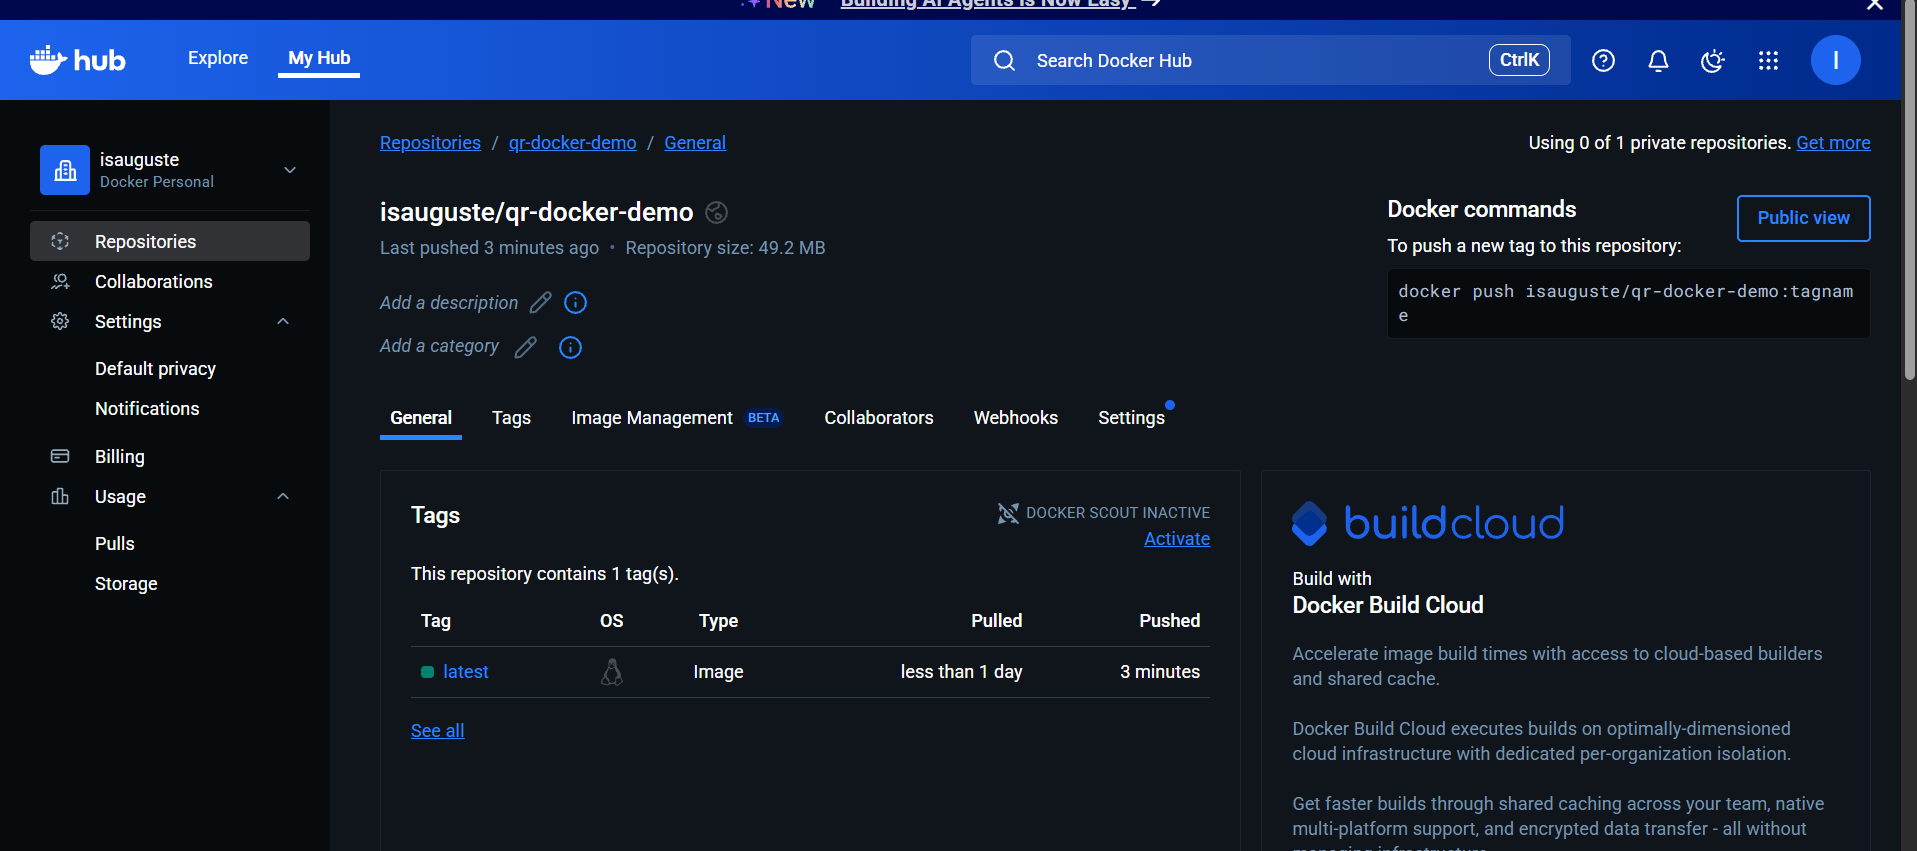 New Building AI Agents Is Now Easy
hub Explore My Hub Search Docker Hub CtrlK I
isauguste
Docker Personal
Repositories
Collaborations
Settings
Default privacy
Notifications
Billing
Usage
Pulls
Storage
Repositories / qr-docker-demo / General
Using 0 of 1 private repositories. Get more
isauguste/qr-docker-demo
Last pushed 3 minutes ago • Repository size: 49.2 MB
Add a description
Add a category
Docker commands
Public view
To push a new tag to this repository:
docker push isauguste/qr-docker-demo:tagnam
e
General Tags Image Management BETA Collaborators Webhooks Settings
Tags
DOCKER SCOUT INACTIVE
Activate
This repository contains 1 tag(s).
Tag OS Type Pulled Pushed
latest Image less than 1 day 3 minutes
See all
buildcloud
Build with
Docker Build Cloud
Accelerate image build times with access to cloud-based builders
and shared cache.
Docker Build Cloud executes builds on optimally-dimensioned
cloud infrastructure with dedicated per-organization isolation.
Get faster builds through shared caching across your team, native
multi-platform support, and encrypted data transfer - all without